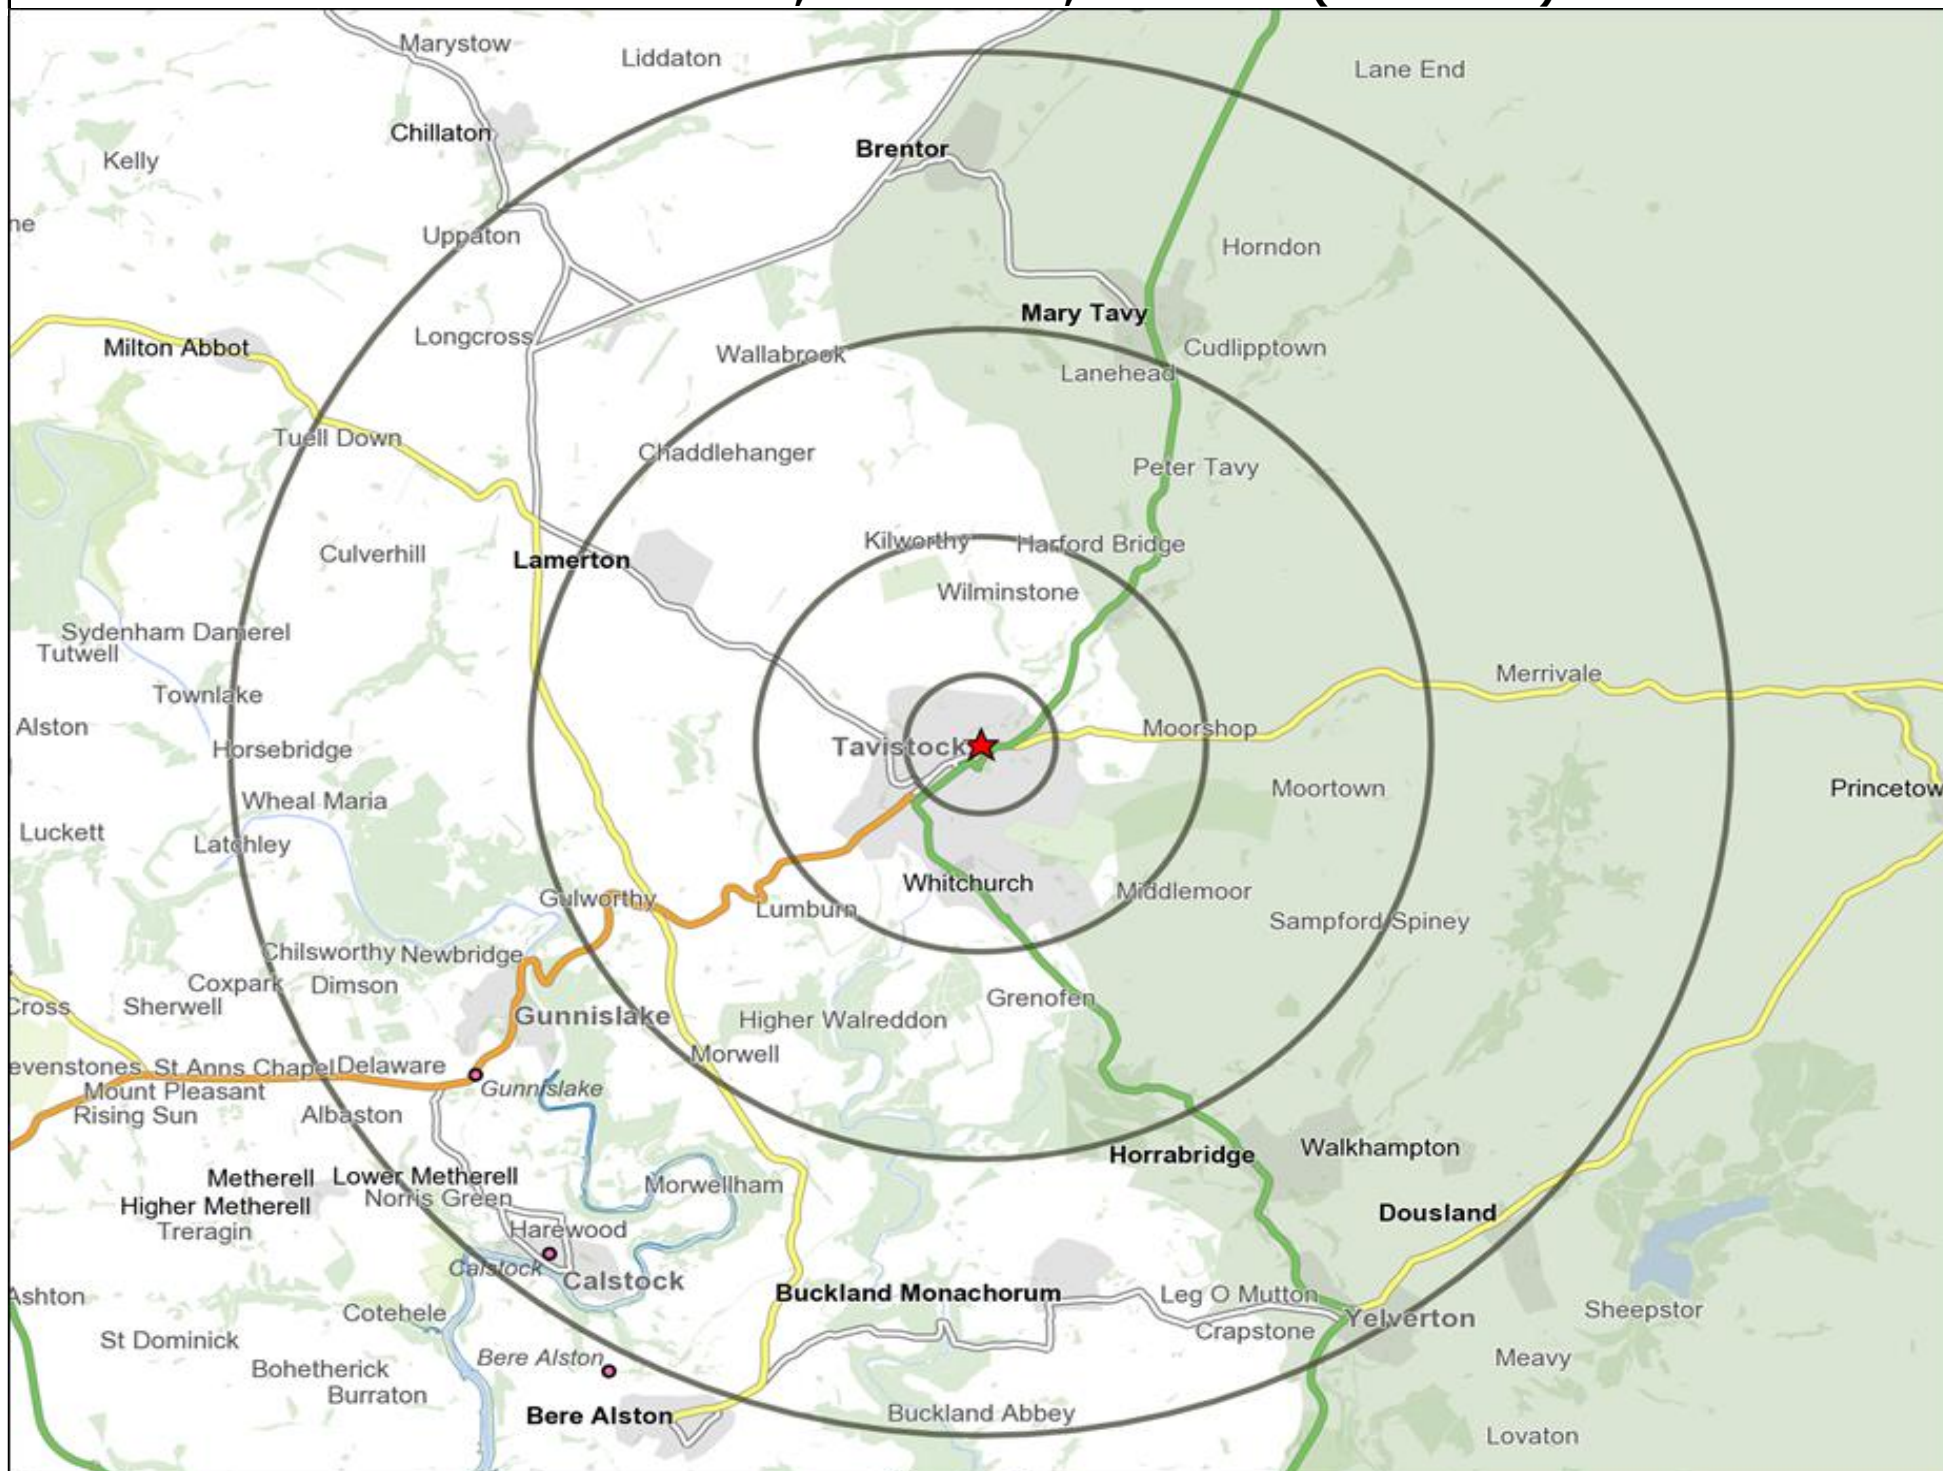 Marystow
Liddaton
Lane End
Chillaton
Brentor
Kelly
ne
Uppaton
Horndon
Mary Tavy
Longcross
Milton Abbot
Wallabrook
Cudlipptown
Lanehead
Tuell Down
Chaddlehanger
Peter Tavy
Kilworthy
Harford Bridge
Culverhill
Lamerton
Wilminstone
Sydenham Damerel
Tutwell
Merrivale
Townlake
Alston
Moorshop
Horsebridge
Tavistock
Moortown
Princetow
Wheal Maria
Luckett
Latchley
Whitchurch
Middlemoor
Gulworthy
Lumburn
Sampford Spiney
Chilsworthy
Newbridge
Coxpark
Dimson
Grenofen
Cross
Sherwell
Gunnislake
Higher Walreddon
Morwell
evenstones
St Anns Chapel
Delaware
Mount Pleasant
Gunnislake
Rising Sun
Albaston
Horrabridge
Walkhampton
Metherell
Lower Metherell
Morwellham
Norris Green
Higher Metherell
Dousland
Treragin
Harewood
Calstock
Calstock
Buckland Monachorum
Leg O Mutton
Ashton
Cotehele
Yelverton
Sheepstor
Crapstone
St Dominick
Bere Alston
Meavy
Bohetherick
Burraton
Bere Alston
Buckland Abbey
Lovaton